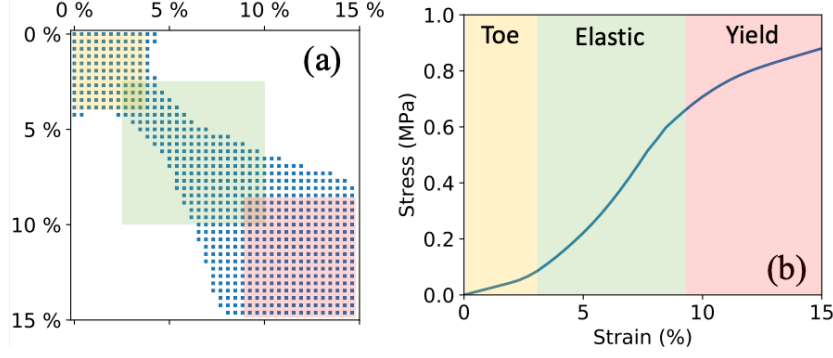 0 % 5 % 10 % 15 %
0 %
5 %
10 %
15 %
(a)
Toe Elastic Yield
1.0
0.8
0.6
0.4
0.2
0.0
Stress (MPa)
0 5 10 15
Strain (%)
(b)